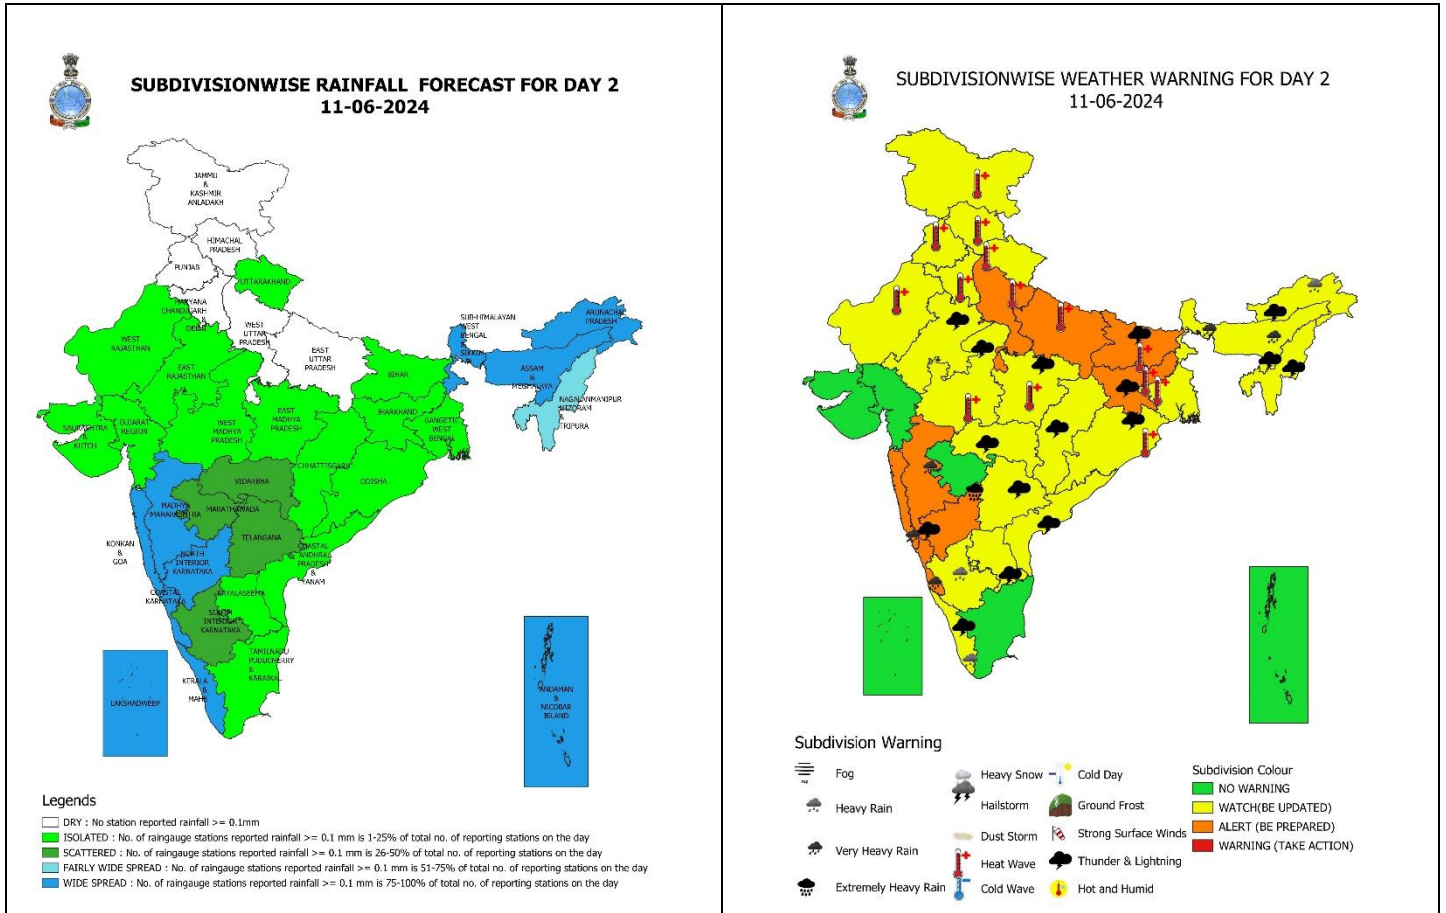 SUBDIVISIONWISE RAINFALL FORECAST FOR DAY 2
11-06-2024
JAMMU
&
KASHMIR
ANLADAKH
HIMACHAL
PRADESH
PUNJAB
UTTARAKHAND
HARYANA
CHANDIGARH
&
DELHI
WEST
UTTAR
PRADESH
EAST
UTTAR
PRADESH
WEST
RAJASTHAN
EAST
RAJASTHAN
SUB-HIMALAYAN
WEST
BENGAL
&
SIKKIM
ARUNACHAL
PRADESH
ASSAM
&
MEGHALAYA
NAGALANMANIPUR
MIZORAM
&
TRIPURA
BIHAR
JHARKHAND
GANGETIC
WEST
BENGAL
SAURASHTRA
&
KUTCH
GUJARAT
REGION
WEST
MADHYA
PRADESH
EAST
MADHYA
PRADESH
CHHATTISGARH
ODISHA
VIDARBHA
MADHYA
MAHARASHTRA
MARATHAWADA
TELANGANA
KONKAN
&
GOA
NORTH
INTERIOR
KARNATAKA
COASTAL
ANDHRA
PRADESH
&
YANAM
COASTAL
KARNATAKA
RAYALASEEMA
SOUTH
INTERIOR
KARNATAKA
TAMILNADU
PUDUCHERRY
&
KARAIKAL
KERALA
&
MAHE
LAKSHADWEEP
ANDAMAN
&
NICOBAR
ISLAND
Legends
DRY : No station reported rainfall >= 0.1mm
ISOLATED : No. of raingauge stations reported rainfall >= 0.1 mm is 1-25% of total no. of reporting stations on the day
SCATTERED : No. of raingauge stations reported rainfall >= 0.1 mm is 26-50% of total no. of reporting stations on the day
FAIRLY WIDE SPREAD : No. of raingauge stations reported rainfall >= 0.1 mm is 51-75% of total no. of reporting stations on the day
WIDE SPREAD : No. of raingauge stations reported rainfall >= 0.1 mm is 75-100% of total no. of reporting stations on the day
SUBDIVISIONWISE WEATHER WARNING FOR DAY 2
11-06-2024
Subdivision Warning
Fog
Heavy Rain
Very Heavy Rain
Extremely Heavy Rain
Heavy Snow
Hailstorm
Dust Storm
Heat Wave
Cold Wave
Cold Day
Ground Frost
Strong Surface Winds
Thunder & Lightning
Hot and Humid
Subdivision Colour
NO WARNING
WATCH(BE UPDATED)
ALERT (BE PREPARED)
WARNING (TAKE ACTION)